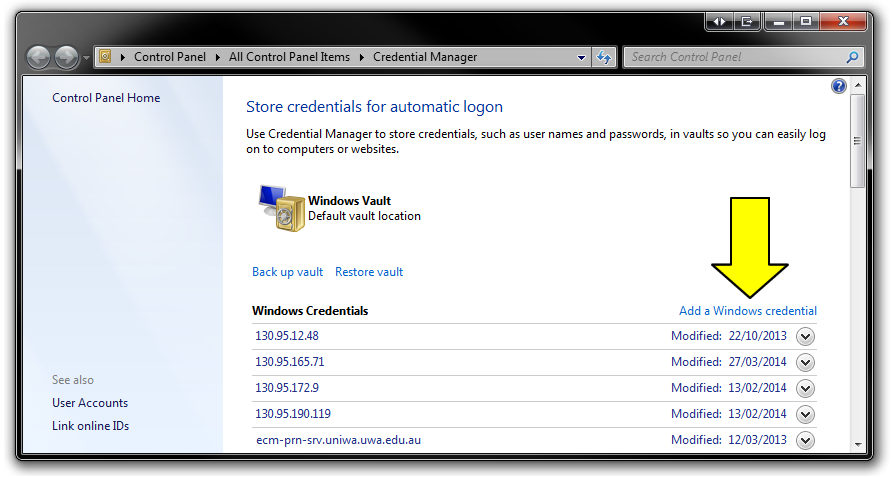 Control Panel All Control Panel Items Credential Manager
Search Control Panel
Control Panel Home
Store credentials for automatic logon
Use Credential Manager to store credentials, such as user names and passwords, in vaults so you can easily log
on to computers or websites.
Windows Vault
Default vault location
Back up vault Restore vault
Windows Credentials Add a Windows credential
130.95.12.48 Modified: 22/10/2013
130.95.165.71 Modified: 27/03/2014
130.95.172.9 Modified: 13/02/2014
130.95.190.119 Modified: 13/02/2014
ecm-prn-srv.uniwa.uwa.edu.au Modified: 12/03/2013
See also
User Accounts
Link online IDs